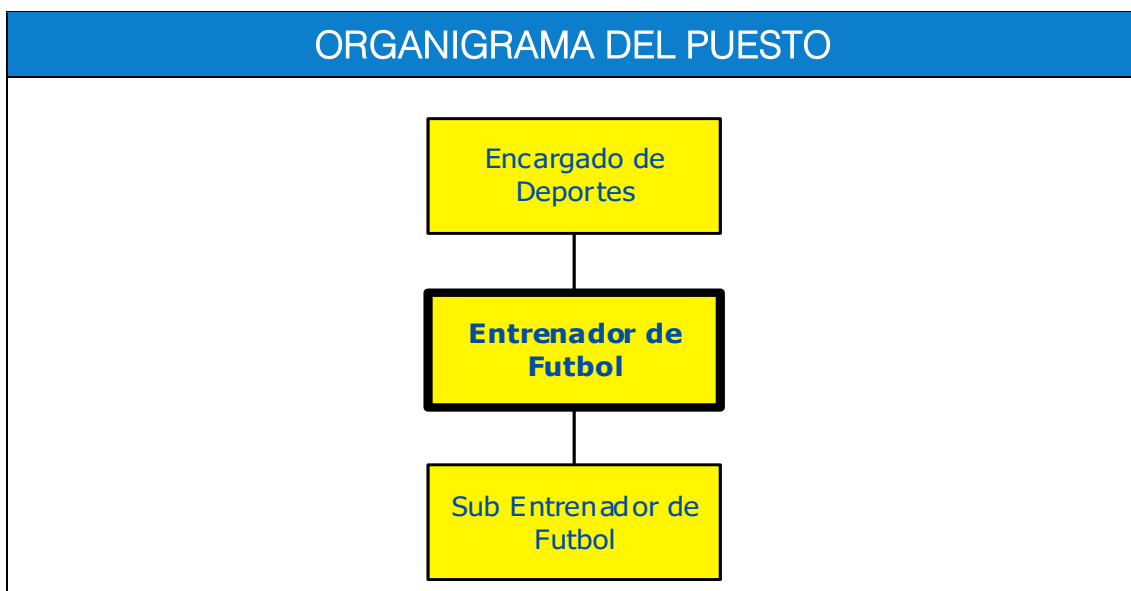 ORGANIGRAMA DEL PUESTO
Encargado de
Deportes
Entrenador de
Futbol
Sub Entrenador de
Futbol